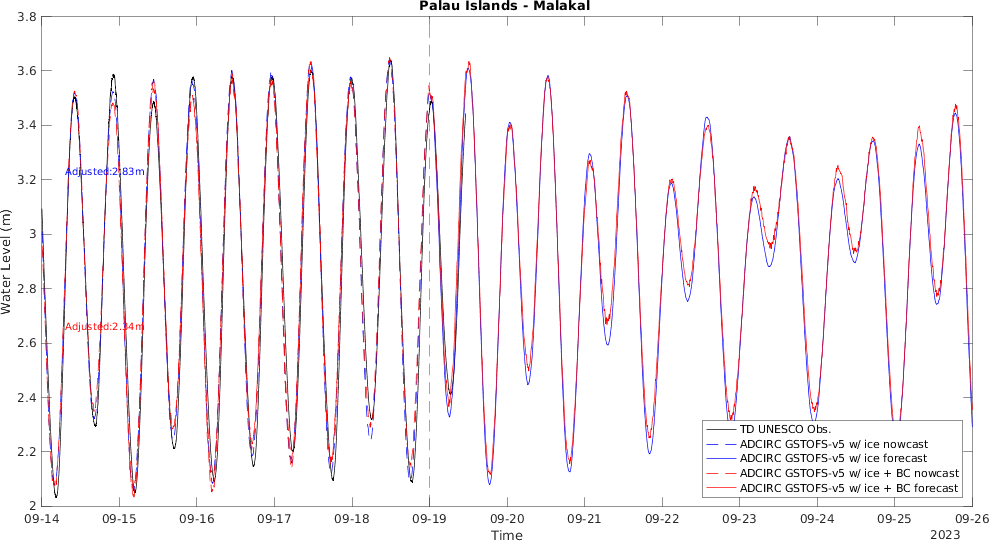 Palau Islands - Malakal
3.8
3.6
3.4
3.2
3
2.8
2.6
2.4
2.2
2
Water Level (m)
Adjusted:2.83m
Adjusted:2.34m
TD UNESCO Obs.
ADCIRC GSTOFS-v5 w/ ice nowcast
ADCIRC GSTOFS-v5 w/ ice forecast
ADCIRC GSTOFS-v5 w/ ice + BC nowcast
ADCIRC GSTOFS-v5 w/ ice + BC forecast
09-14 09-15 09-16 09-17 09-18 09-19 09-20 09-21 09-22 09-23 09-24 09-25 09-26
Time
2023